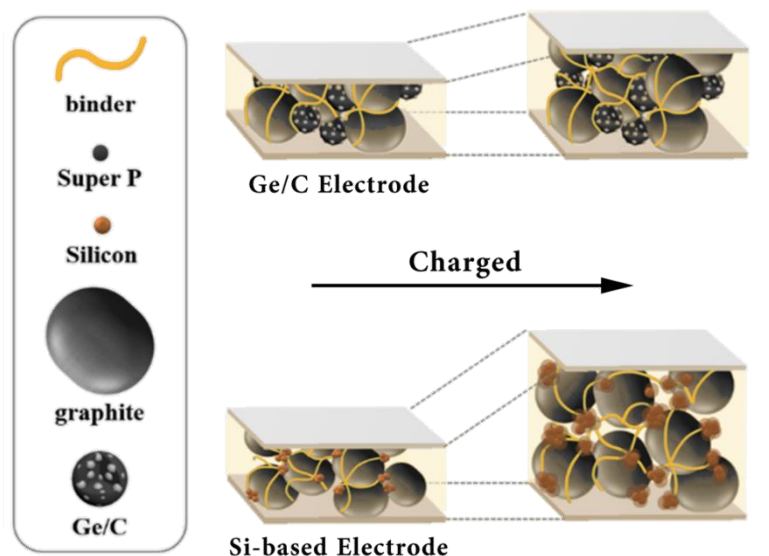 binder
Super P
Silicon
graphite
Ge/C
Ge/C Electrode
Charged
Si-based Electrode